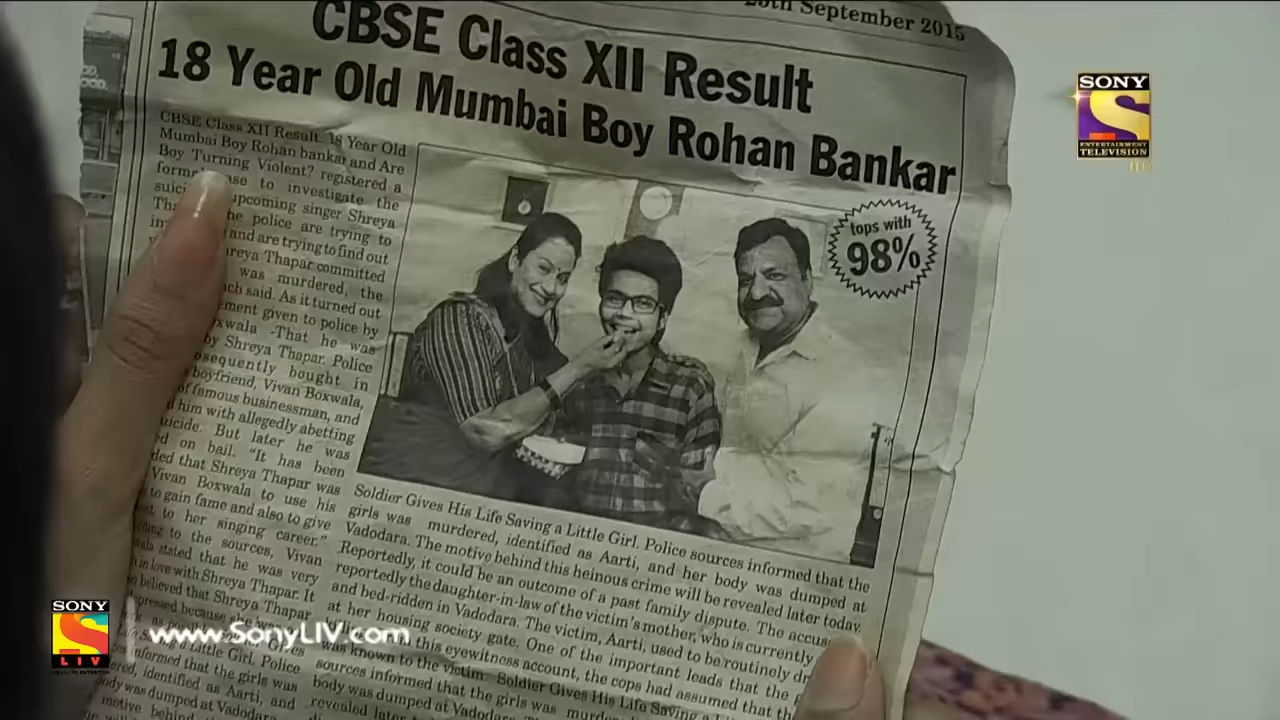 25th September 2015
CBSE Class XII Result
18 Year Old Mumbai Boy Rohan Bankar
tops with
98%
CBSE Class XII Result. 18 Year Old
Mumbai Boy Rohan bankar and Are
Boy Turning Violent? registered a
to investigate the
upcoming singer Shreya
the police are trying to
and are trying to find out
Shreya Thapar committed
was murdered, the
said. As it turned out
given to police by
-That he was
by Shreya Thapar. Police
bought in
boyfriend, Vivan Boxwala,
of famous businessman, and
him with allegedly abetting
But later he was
on bail. "It has been
that Shreya Thapar was
Vivan Boxwala to use his
to gain fame and also to give
to her singing career."
to the sources, Vivan
stated that he was very
in love with Shreya Thapar. It
believed that Shreya Thapar
because
Little Girl. Police
informed that the girls was
identified as Aarti, and
body was dumped at Vadodara
motive behind
Soldier Gives His Life Saving a Little Girl. Police sources informed that the
girls was murdered, identified as Aarti, and her body was dumped at
Vadodara. The motive behind this heinous crime will be revealed later today.
Reportedly, it could be an outcome of a past family dispute. The
reportedly the daughter-in-law of the victim's mother, who is currently
and bed-ridden in Vadodara. The victim, Aarti, used to be routinely
at her housing society gate. One of the important leads that the
this eyewitness account, the cops had assumed that
was known to the victim. Soldier Gives His Life Saving a
sources informed that the girls was
body was dumped at
revealed later
SONY
S
ENTERTAINMENT
TELEVISION
SONY
S
LIV
www.SonyLIV.com